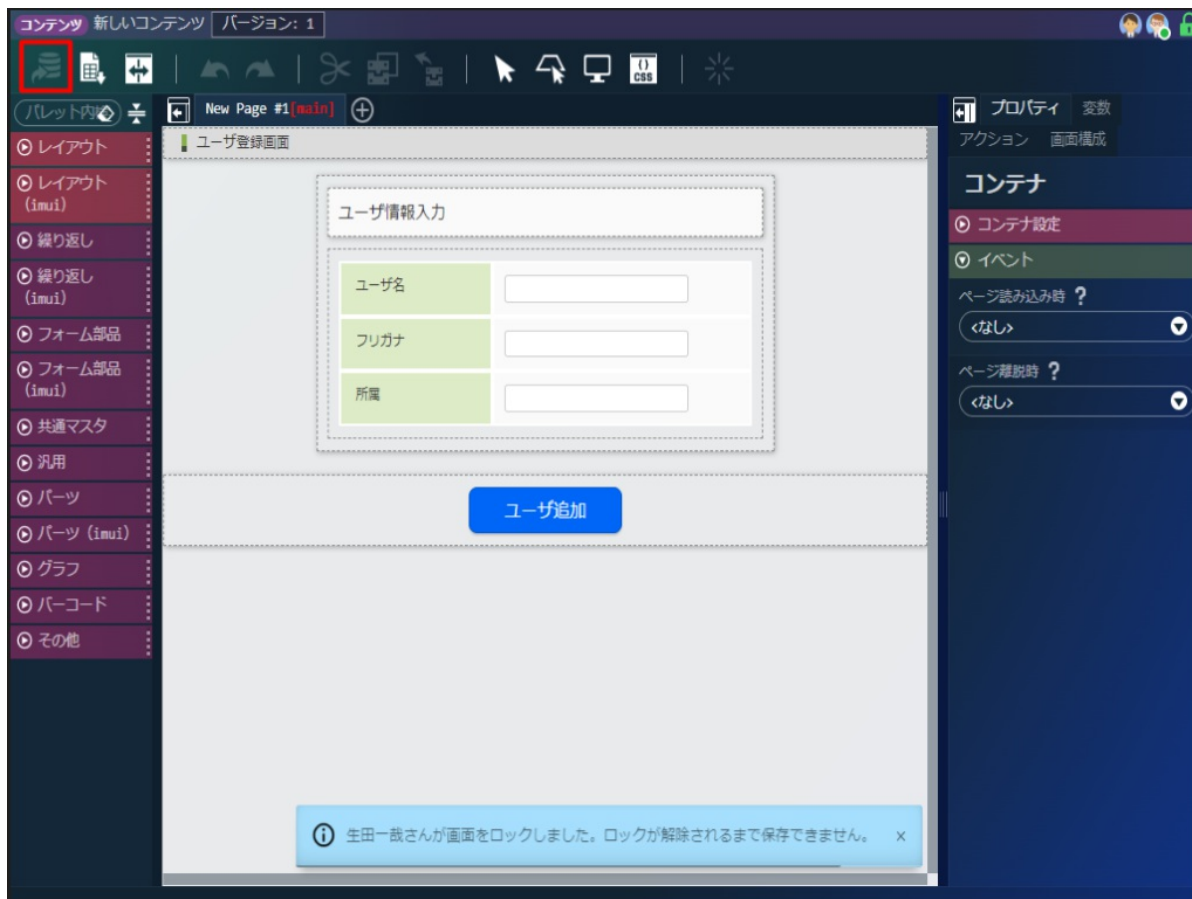 コンテンツ 新しいコンテンツ バージョン: 1
{} CSS
パレット内検
New Page #1[main]
プロパティ 変数
アクション 画面構成
レイアウト
レイアウト
(imui)
繰り返し
繰り返し
(imui)
フォーム部品
フォーム部品
(imui)
共通マスタ
汎用
パーツ
パーツ (imui)
グラフ
バーコード
その他
ユーザ登録画面
ユーザ情報入力
ユーザ名
フリガナ
所属
ユーザ追加
コンテナ
コンテナ設定
イベント
ページ読み込み時 ?
<なし>
ページ離脱時 ?
<なし>
生田一哉さんが画面をロックしました。ロックが解除されるまで保存できません。 ×